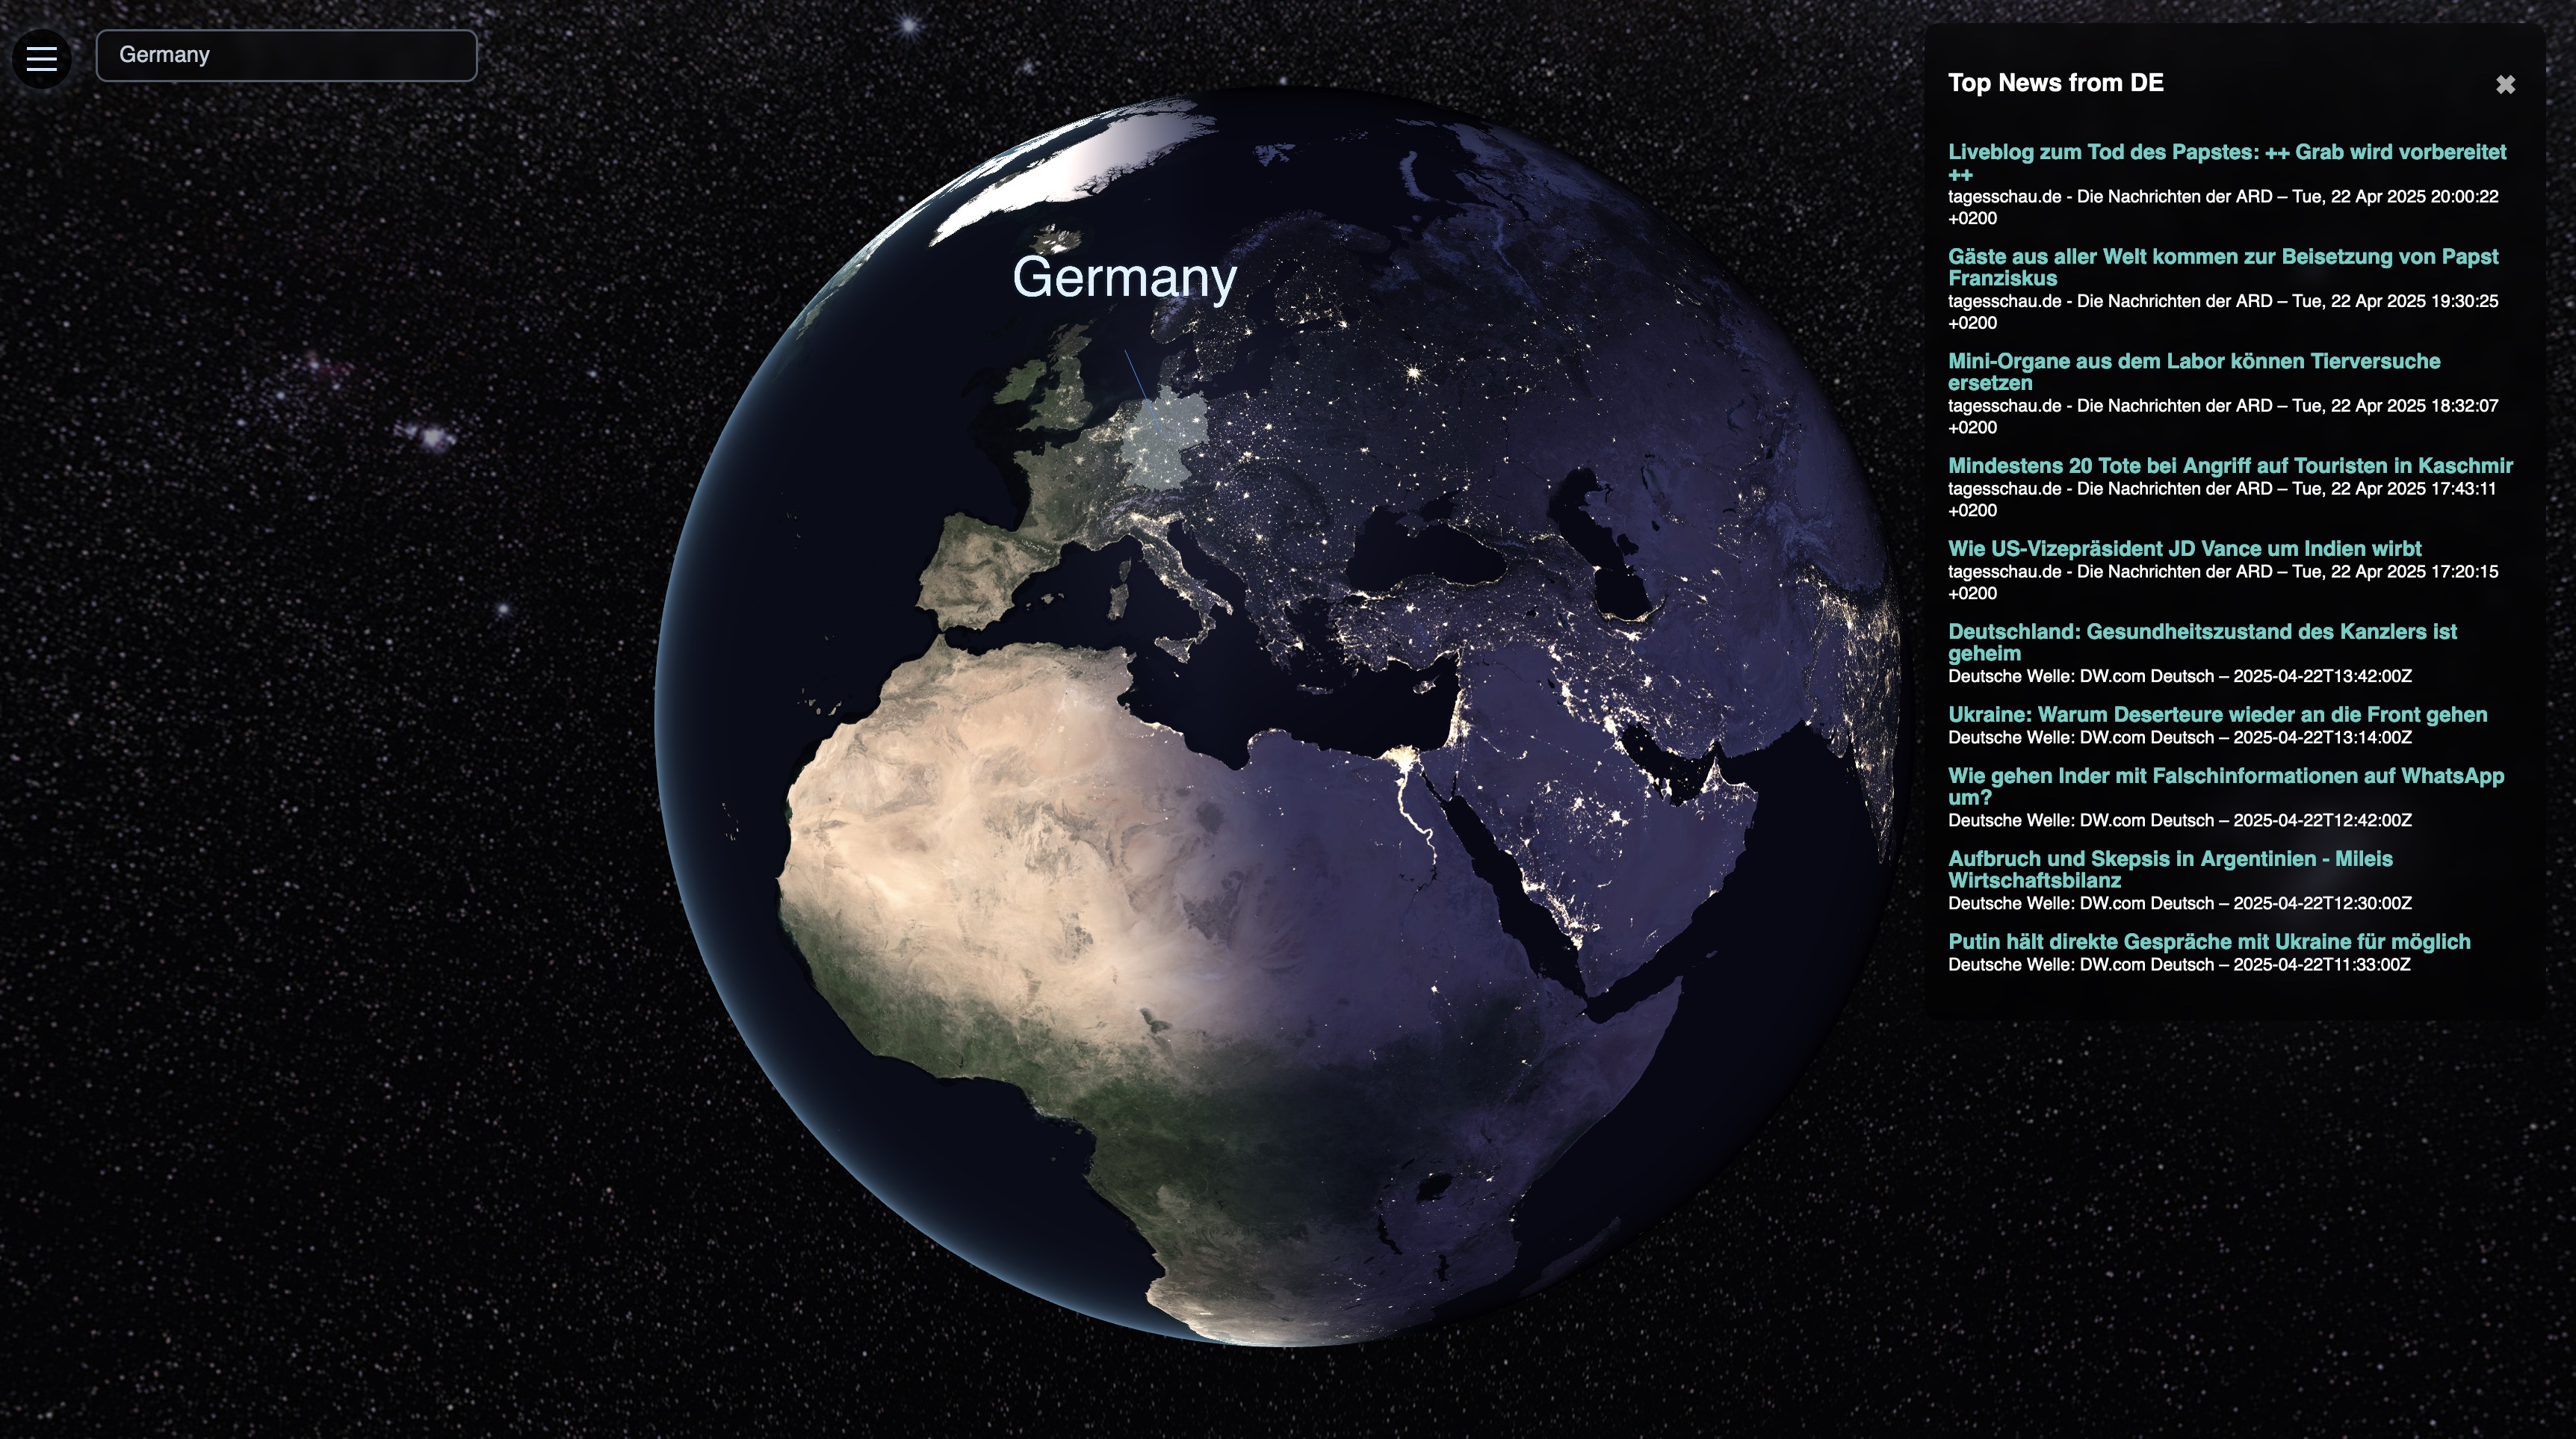 Germany
Germany
Top News from DE
Liveblog zum Tod des Papstes: ++ Grab wird vorbereitet
++
tagesschau.de - Die Nachrichten der ARD – Tue, 22 Apr 2025 20:00:22
+0200
Gäste aus aller Welt kommen zur Beisetzung von Papst
Franziskus
tagesschau.de - Die Nachrichten der ARD – Tue, 22 Apr 2025 19:30:25
+0200
Mini-Organe aus dem Labor können Tierversuche
ersetzen
tagesschau.de - Die Nachrichten der ARD – Tue, 22 Apr 2025 18:32:07
+0200
Mindestens 20 Tote bei Angriff auf Touristen in Kaschmir
tagesschau.de - Die Nachrichten der ARD – Tue, 22 Apr 2025 17:43:11
+0200
Wie US-Vizepräsident JD Vance um Indien wirbt
tagesschau.de - Die Nachrichten der ARD – Tue, 22 Apr 2025 17:20:15
+0200
Deutschland: Gesundheitszustand des Kanzlers ist
geheim
Deutsche Welle: DW.com Deutsch – 2025-04-22T13:42:00Z
Ukraine: Warum Deserteure wieder an die Front gehen
Deutsche Welle: DW.com Deutsch – 2025-04-22T13:14:00Z
Wie gehen Inder mit Falschinformationen auf WhatsApp
um?
Deutsche Welle: DW.com Deutsch – 2025-04-22T12:42:00Z
Aufbruch und Skepsis in Argentinien - Mileis
Wirtschaftsbilanz
Deutsche Welle: DW.com Deutsch – 2025-04-22T12:30:00Z
Putin hält direkte Gespräche mit Ukraine für möglich
Deutsche Welle: DW.com Deutsch – 2025-04-22T11:33:00Z